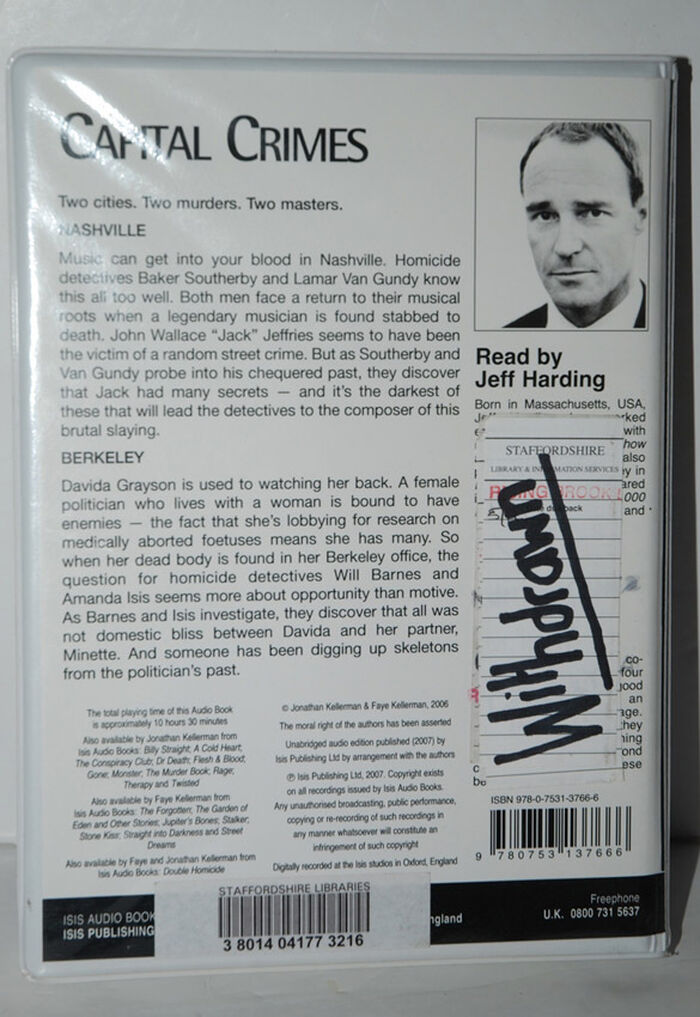 CAPITAL CRIMES
Two cities. Two murders. Two masters.
NASHVILLE
Music can get into your blood in Nashville. Homicide
detectives Baker Southerby and Lamar Van Gundy know
this all too well. Both men face a return to their musical
roots when a legendary musician is found stabbed to
death. John Wallace “Jack” Jeffries seems to have been
the victim of a random street crime. But as Southerby and
Van Gundy probe into his chequered past, they discover
that Jack had many secrets — and it's the darkest of
these that will lead the detectives to the composer of this
brutal slaying.
BERKELEY
Davida Grayson is used to watching her back. A female
politician who lives with a woman is bound to have
enemies — the fact that she's lobbying for research on
medically aborted foetuses means she has many. So
when her dead body is found in her Berkeley office, the
question for homicide detectives Will Barnes and
Amanda Isis seems more about opportunity than motive.
As Barnes and Isis investigate, they discover that all was
not domestic bliss between Davida and her partner,
Minette. And someone has been digging up skeletons
from the politician's past.
The total playing time of this Audio Book
is approximately 10 hours 30 minutes
Also available by Jonathan Kellerman from
Isis Audio Books: Billy Straight, A Cold Heart,
The Conspiracy Club; Dr Death; Flesh & Blood;
Gone; Monster; The Murder Book; Rage;
Therapy and Twisted
Also available by Faye Kellerman from
Isis Audio Books: The Forgotten; The Garden of
Eden and Other Stories; Jupiter's Bones; Stalker;
Stone Kiss; Straight into Darkness and Street
Dreams
Also available by Faye and Jonathan Kellerman from
Isis Audio Books: Double Homicide
© Jonathan Kellerman & Faye Kellerman, 2006
The moral right of the authors has been asserted
Unabridged audio edition published (2007) by
Isis Publishing Ltd by arrangement with the authors
℗ Isis Publishing Ltd, 2007. Copyright exists
on all recordings issued by Isis Audio Books.
Any unauthorised broadcasting, public performance,
copying or re-recording of such recordings in
any manner whatsoever will constitute an
infringement of such copyright
Digitally recorded at the Isis studios in Oxford, England
Read by
Jeff Harding
Born in Massachusetts, USA,
with
also
and
STAFFORDSHIRE
LIBRARY & INFORMATION SERVICES
RISING BROOK
back
Withdrawn
co-
four
good
an
age.
they
ISBN 978-0-7531-3766-6
9 780753 137666
STAFFORDSHIRE LIBRARIES
3 8014 04177 3216
ISIS AUDIO BOOK
ISIS PUBLISHING
ngland
Freephone
U.K. 0800 731 5637